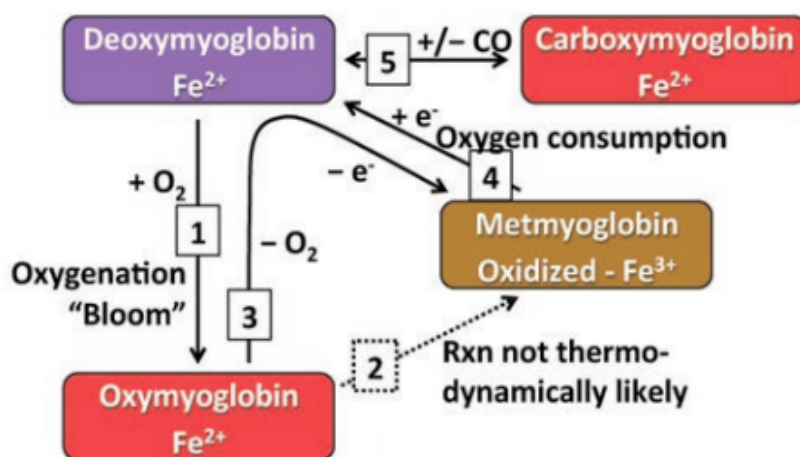 Deoxymyoglobin
Fe²⁺
5
+/− CO
Carboxymyoglobin
Fe²⁺
+ e⁻
Oxygen consumption
− e⁻
4
+ O₂
1
− O₂
Metmyoglobin
Oxidized - Fe³⁺
Oxygenation
“Bloom”
3
2
Rxn not thermo-
dynamically likely
Oxymyoglobin
Fe²⁺